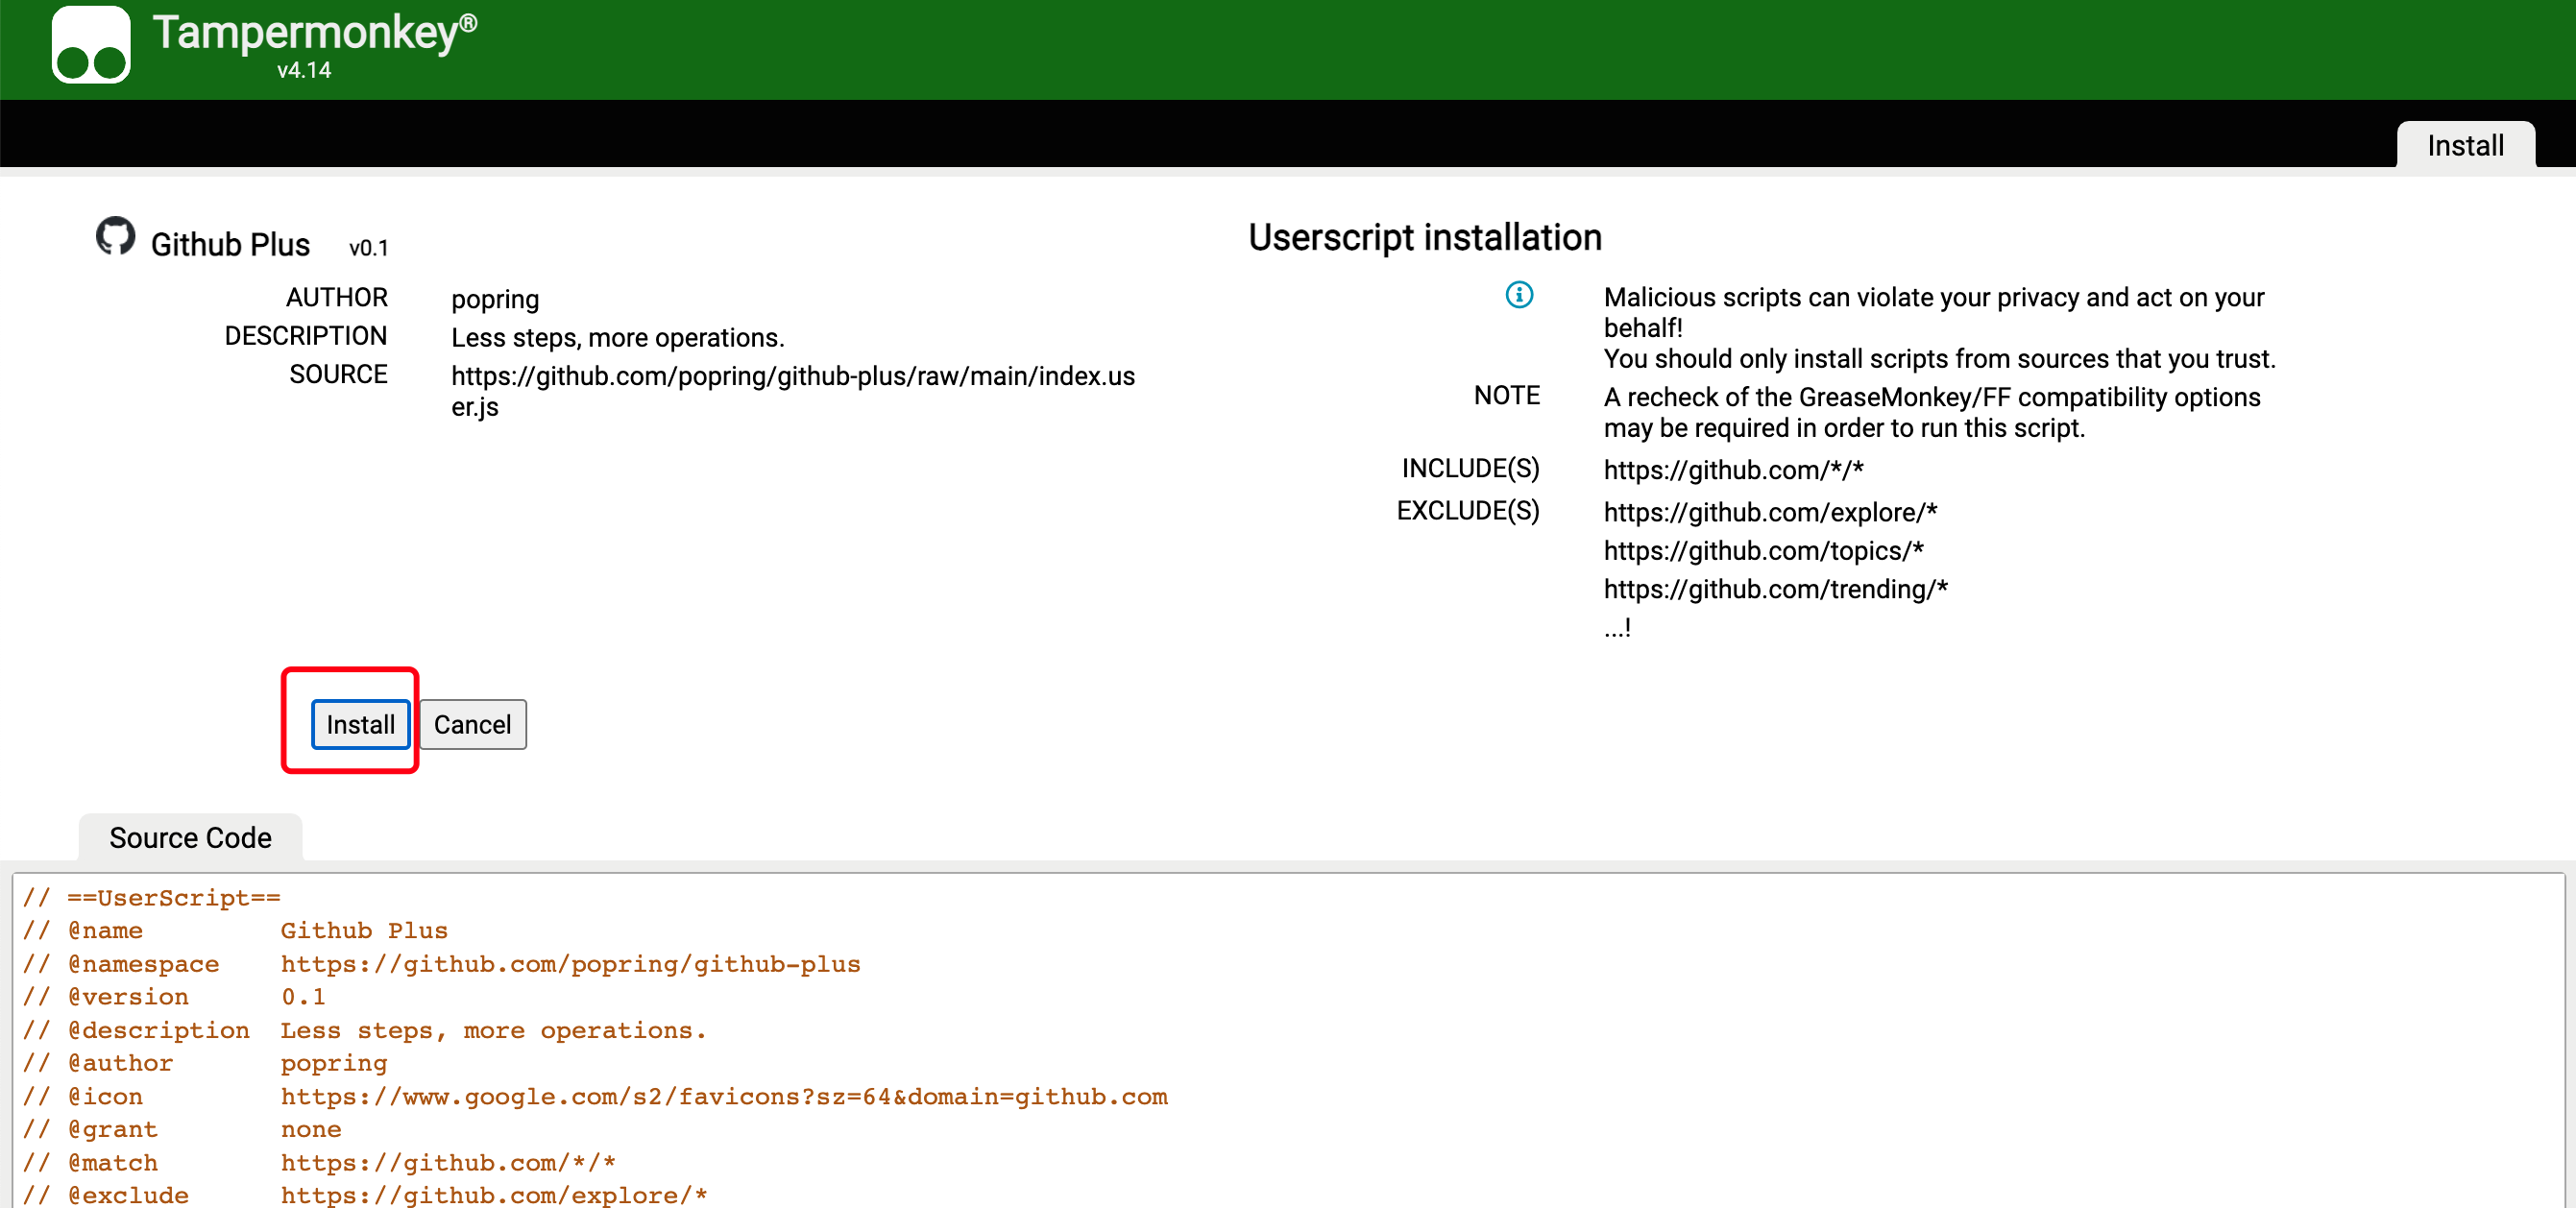 Tampermonkey®
v4.14
Install
Github Plus v0.1
AUTHOR popring
DESCRIPTION Less steps, more operations.
SOURCE https://github.com/popring/github-plus/raw/main/index.us
er.js
Userscript installation
Malicious scripts can violate your privacy and act on your
behalf!
You should only install scripts from sources that you trust.
NOTE A recheck of the GreaseMonkey/FF compatibility options
may be required in order to run this script.
INCLUDE(S) https://github.com/*/*
EXCLUDE(S) https://github.com/explore/*
https://github.com/topics/*
https://github.com/trending/*
...!
Install Cancel
Source Code
// ==UserScript==
// @name Github Plus
// @namespace https://github.com/popring/github-plus
// @version 0.1
// @description Less steps, more operations.
// @author popring
// @icon https://www.google.com/s2/favicons?sz=64&domain=github.com
// @grant none
// @match https://github.com/*/*
// @exclude https://github.com/explore/*